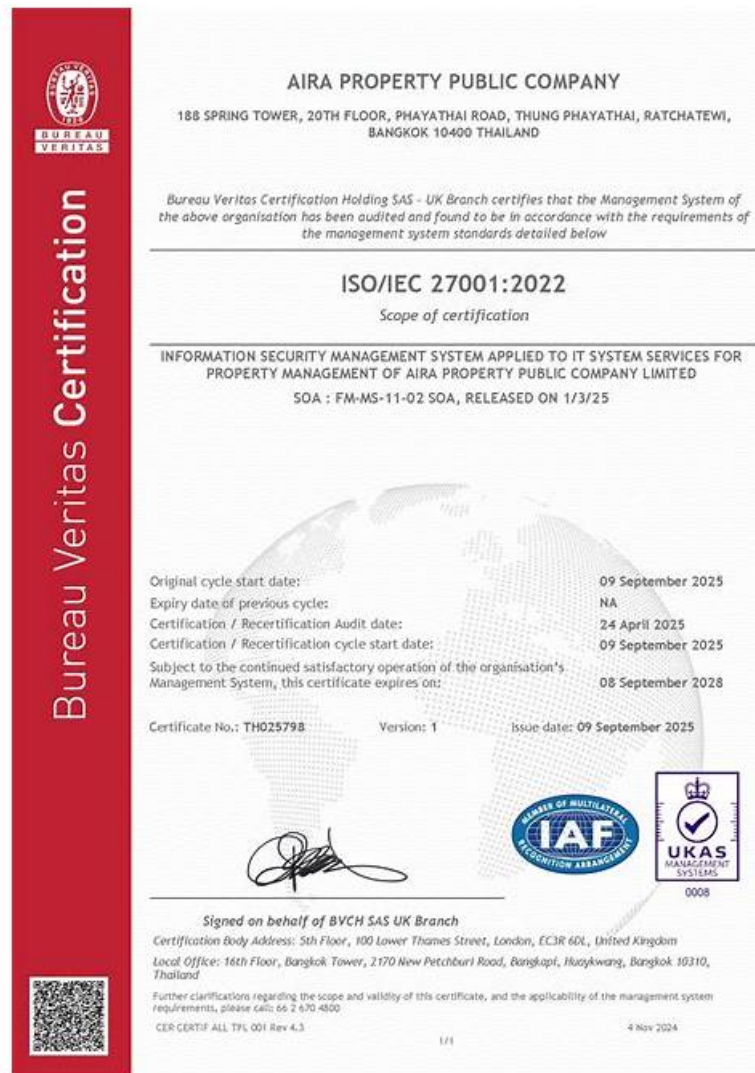 BUREAU VERITAS
1828
BUREAU
VERITAS
Bureau Veritas Certification
AIRA PROPERTY PUBLIC COMPANY
188 SPRING TOWER, 20TH FLOOR, PHAYATHAI ROAD, THUNG PHAYATHAI, RATCHATEWI,
BANGKOK 10400 THAILAND
Bureau Veritas Certification Holding SAS - UK Branch certifies that the Management System of
the above organisation has been audited and found to be in accordance with the requirements of
the management system standards detailed below
ISO/IEC 27001:2022
Scope of certification
INFORMATION SECURITY MANAGEMENT SYSTEM APPLIED TO IT SYSTEM SERVICES FOR
PROPERTY MANAGEMENT OF AIRA PROPERTY PUBLIC COMPANY LIMITED
SOA : FM-MS-11-02 SOA, RELEASED ON 1/3/25
Original cycle start date: 09 September 2025
Expiry date of previous cycle: NA
Certification / Recertification Audit date: 24 April 2025
Certification / Recertification cycle start date: 09 September 2025
Subject to the continued satisfactory operation of the organisation's
Management System, this certificate expires on: 08 September 2028
Certificate No.: TH025798 Version: 1 Issue date: 09 September 2025
MEMBER OF MULTILATERAL
IAF
RECOGNITION ARRANGEMENT
UKAS
MANAGEMENT
SYSTEMS
0008
Signed on behalf of BVCH SAS UK Branch
Certification Body Address: 5th Floor, 100 Lower Thames Street, London, EC3R 6DL, United Kingdom
Local Office: 16th Floor, Bangkok Tower, 2170 New Petchburi Road, Bangkapi, Huaykwang, Bangkok 10310,
Thailand
Further clarifications regarding the scope and validity of this certificate, and the applicability of the management system
requirements, please call: 66 2 670 4800
CER CERTIF ALL TPL 001 Rev 4.3 4 Nov 2024
1/1